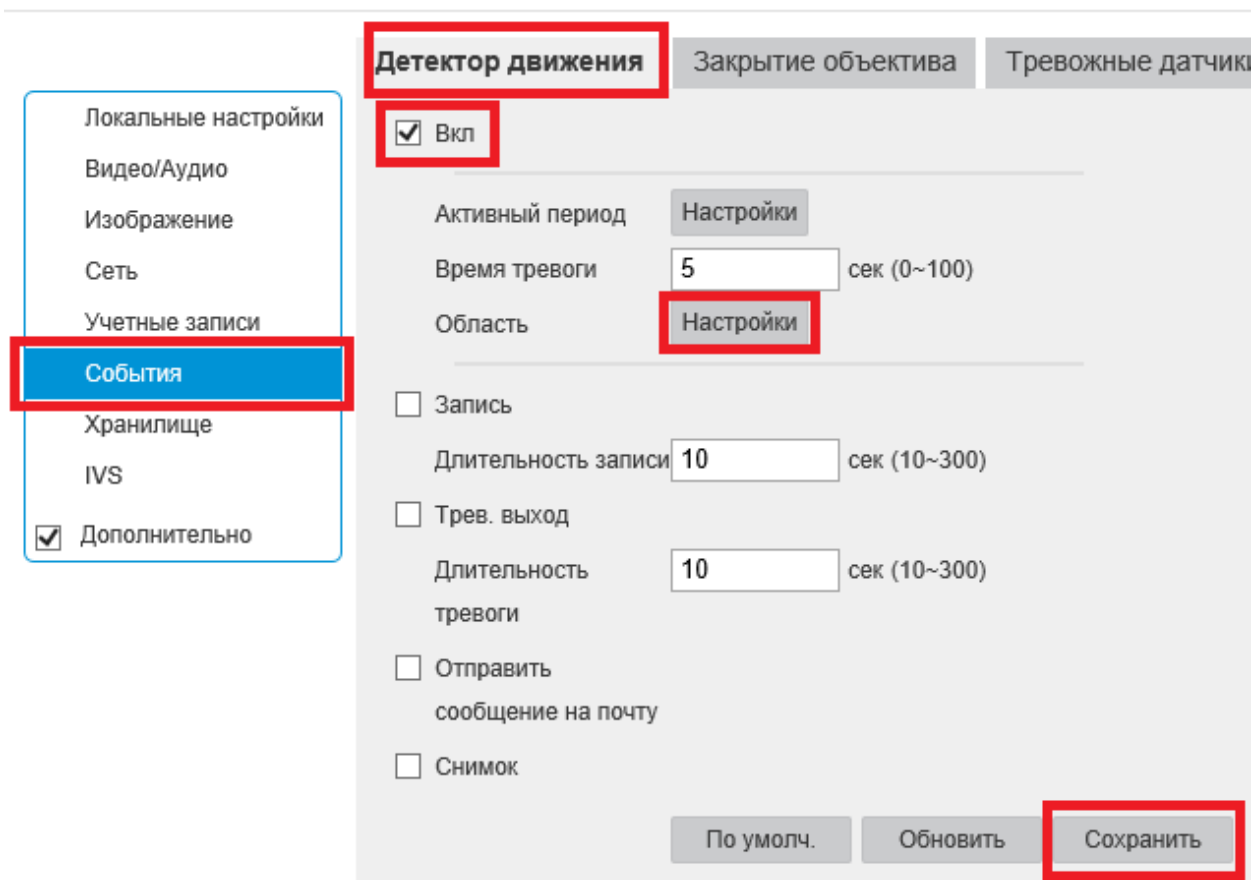 Детектор движения Закрытие объектива Тревожные датчики
Локальные настройки
Видео/Аудио
Изображение
Сеть
Учетные записи
События
Хранилище
IVS
Дополнительно
Вкл
Активный период Настройки
Время тревоги 5 сек (0~100)
Область Настройки
Запись
Длительность записи 10 сек (10~300)
Трев. выход
Длительность 10 сек (10~300)
тревоги
Отправить
сообщение на почту
Снимок
По умолч. Обновить Сохранить